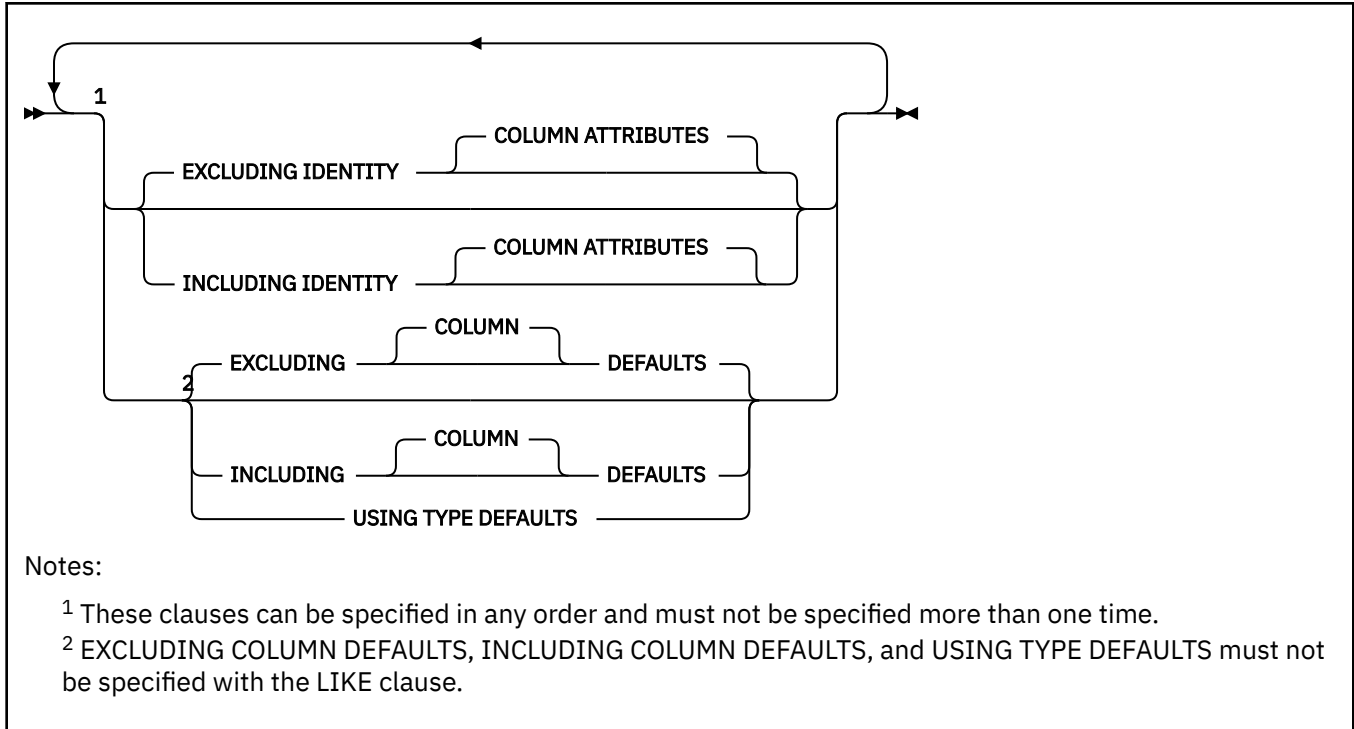 1
COLUMN ATTRIBUTES
EXCLUDING IDENTITY
COLUMN ATTRIBUTES
INCLUDING IDENTITY
COLUMN
EXCLUDING DEFAULTS
2
COLUMN
INCLUDING DEFAULTS
USING TYPE DEFAULTS
Notes:
1 These clauses can be specified in any order and must not be specified more than one time.
2 EXCLUDING COLUMN DEFAULTS, INCLUDING COLUMN DEFAULTS, and USING TYPE DEFAULTS must not
be specified with the LIKE clause.